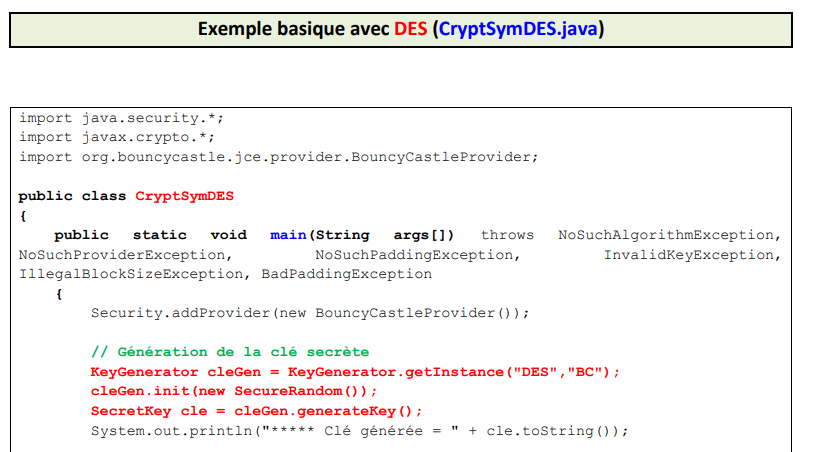 Exemple basique avec DES (CryptSymDES.java)
import java.security.*;
import javax.crypto.*;
import org.bouncycastle.jce.provider.BouncyCastleProvider;
public class CryptSymDES
{
public static void main(String args[]) throws NoSuchAlgorithmException,
NoSuchProviderException, NoSuchPaddingException, InvalidKeyException,
IllegalBlockSizeException, BadPaddingException
{
Security.addProvider(new BouncyCastleProvider());
// Génération de la clé secrète
KeyGenerator cleGen = KeyGenerator.getInstance("DES","BC");
cleGen.init(new SecureRandom());
SecretKey cle = cleGen.generateKey();
System.out.println("***** Clé générée = " + cle.toString());